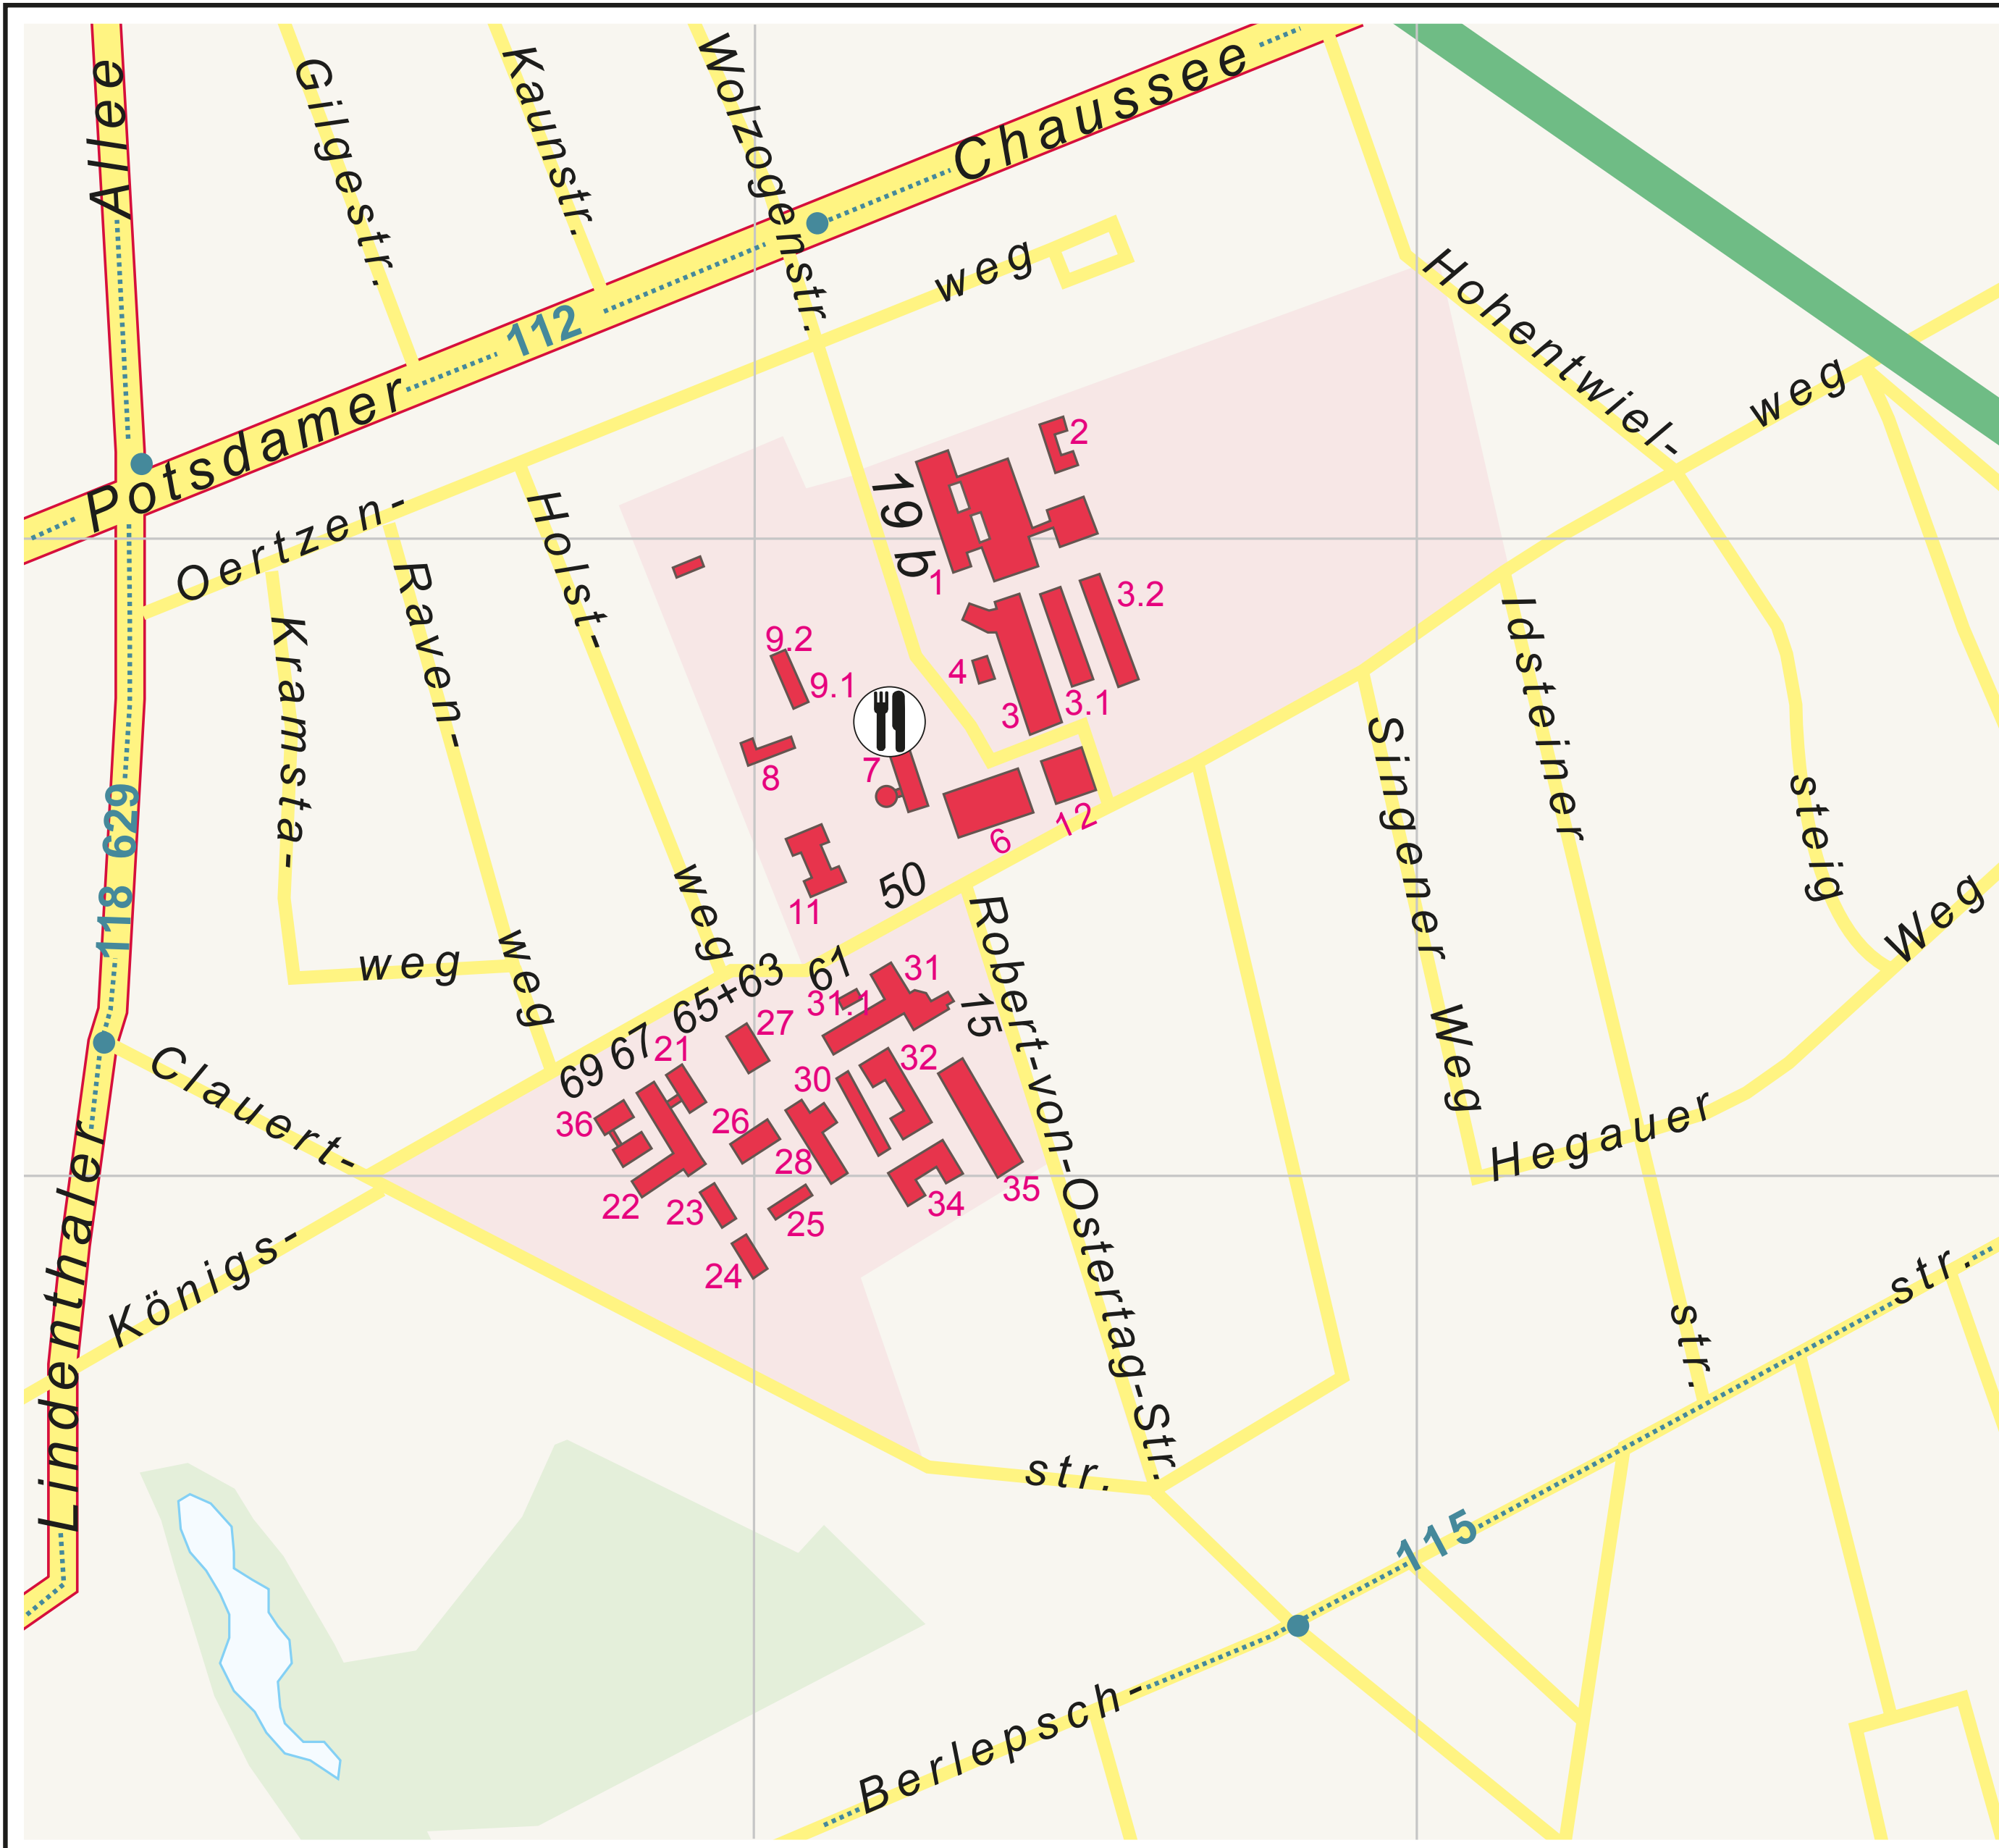 Allee
Gilgestr.
Kaunstr.
Wolzogenstr.
Potsdamer
112
Chaussee
weg
Hohentwiel-
weg
Oertzen-
Kramsta-
weg
Raven-
weg
Holst-
weg
19 b
2
1
3.2
9.2
9.1
4
3
3.1
8
7
6
12
11
50
Idsteiner
str.
Singener Weg
steig
Hegauer
Weg
118 629
65+63
61
31
31.1
15
69
67
21
27
32
30
36
26
28
22
23
25
34
35
24
Robert-von-Ostertag-Str.
Clauert-
str.
Königs-
Lindenthaler
Berlepsch-
115
str.